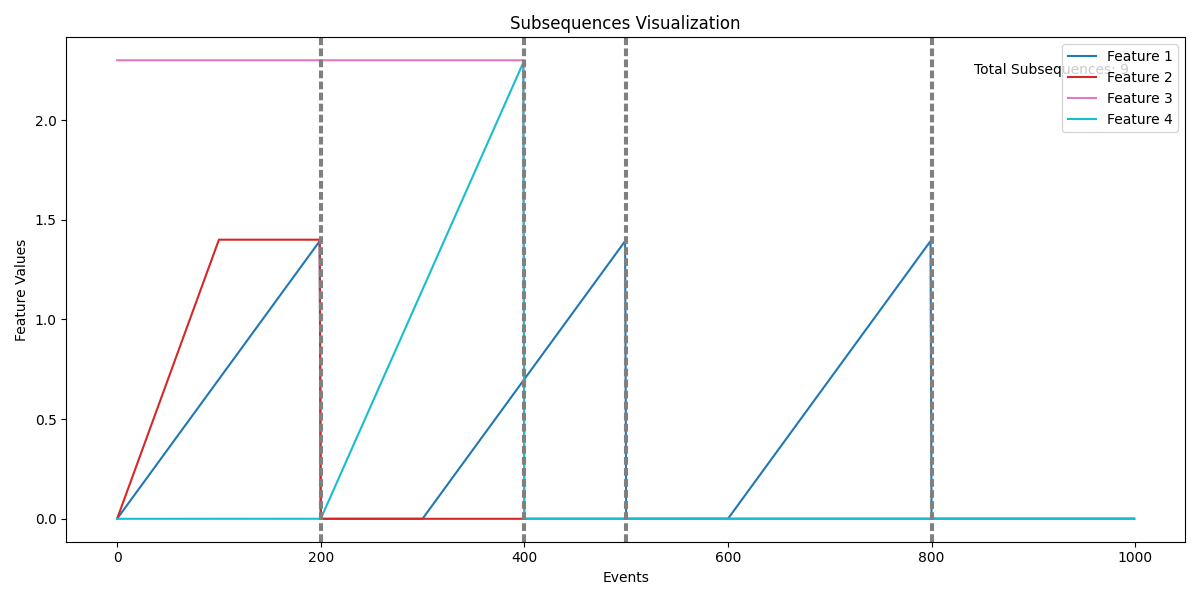 Subsequences Visualization
Total Subsequences: 9
Feature 1
Feature 2
Feature 3
Feature 4
Feature Values
2.0
1.5
1.0
0.5
0.0
0 200 400 600 800 1000
Events